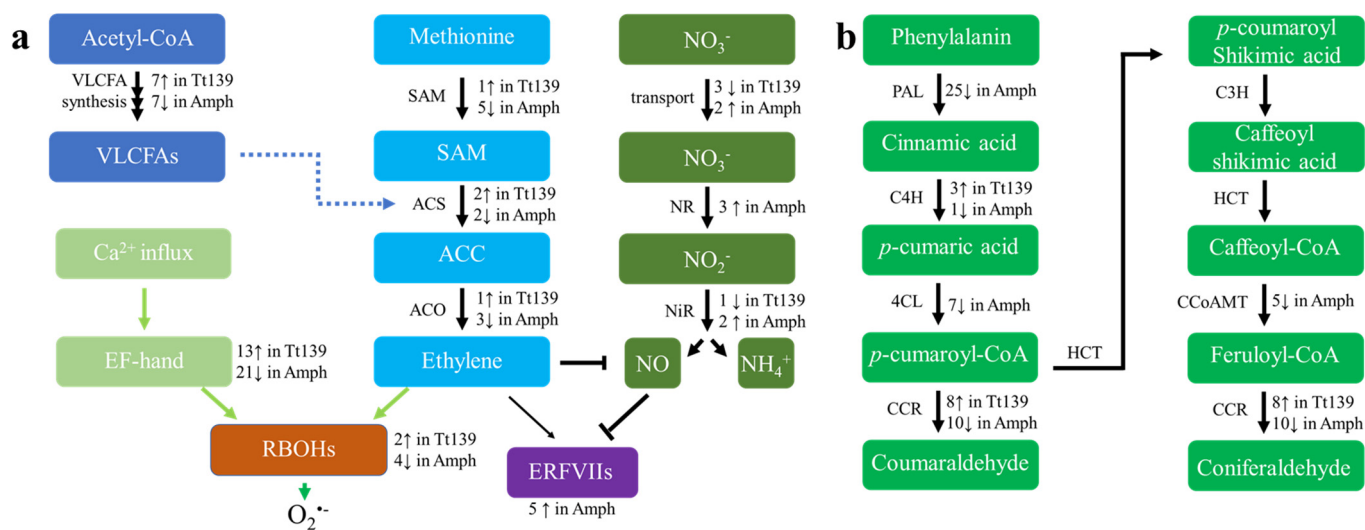 a
Acetyl-CoA
VLCFA
synthesis
7↑ in Tt139
7↓ in Amph
VLCFAs
Ca²⁺ influx
EF-hand
13↑ in Tt139
21↓ in Amph
RBOHs
2↑ in Tt139
4↓ in Amph
O₂•-
Methionine
SAM
1↑ in Tt139
5↓ in Amph
SAM
ACS
2↑ in Tt139
2↓ in Amph
ACC
ACO
1↑ in Tt139
3↓ in Amph
Ethylene
ERFVIIs
5 ↑ in Amph
NO₃⁻
transport
3 ↓ in Tt139
2 ↑ in Amph
NO₃⁻
NR
3 ↑ in Amph
NO₂⁻
NiR
1 ↓ in Tt139
2 ↑ in Amph
NO
NH₄⁺
b
Phenylalanin
PAL
25↓ in Amph
Cinnamic acid
C4H
3↑ in Tt139
1↓ in Amph
p-cumaric acid
4CL
7↓ in Amph
p-cumaroyl-CoA
HCT
CCR
8↑ in Tt139
10↓ in Amph
Coumaraldehyde
p-coumaroyl
Shikimic acid
C3H
Caffeoyl
shikimic acid
HCT
Caffeoyl-CoA
CCoAMT
5↓ in Amph
Feruloyl-CoA
CCR
8↑ in Tt139
10↓ in Amph
Coniferaldehyde